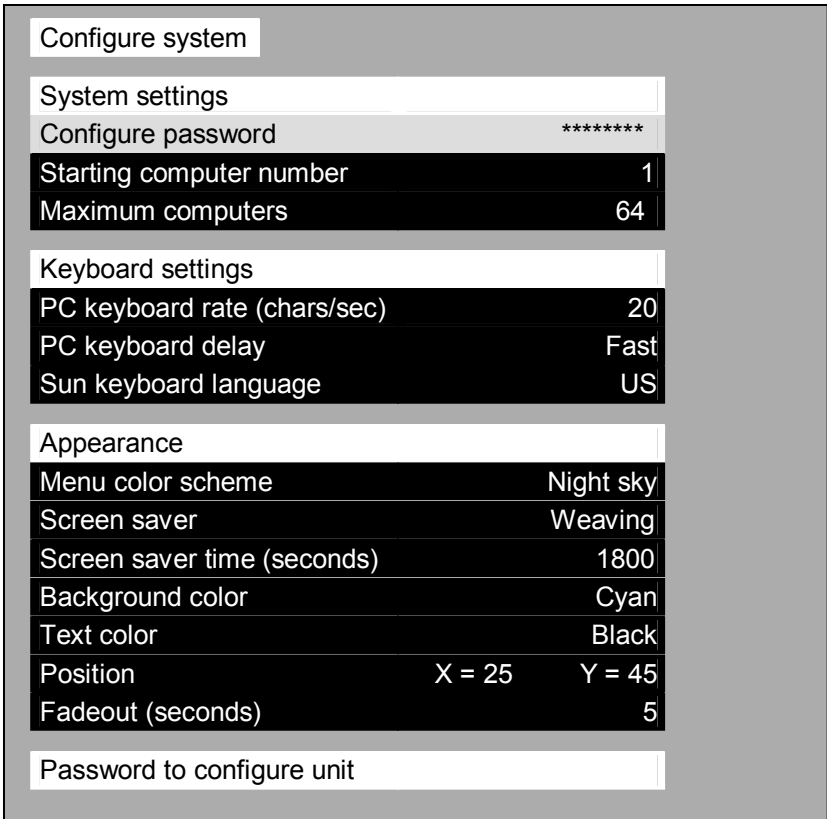 Configure system
System settings
Configure password ********
Starting computer number 1
Maximum computers 64
Keyboard settings
PC keyboard rate (chars/sec) 20
PC keyboard delay Fast
Sun keyboard language US
Appearance
Menu color scheme Night sky
Screen saver Weaving
Screen saver time (seconds) 1800
Background color Cyan
Text color Black
Position X = 25 Y = 45
Fadeout (seconds) 5
Password to configure unit